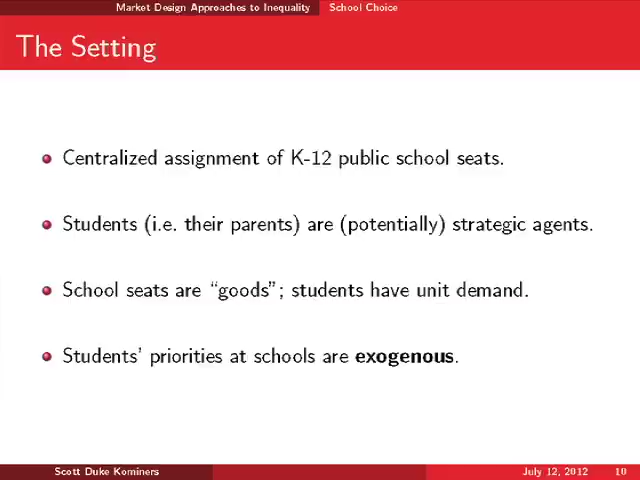 Market Design Approaches to Inequality School Choice
The Setting
Centralized assignment of K-12 public school seats.
Students (i.e. their parents) are (potentially) strategic agents.
School seats are “goods”; students have unit demand.
Students’ priorities at schools are exogenous.
Scott Duke Kominers July 12, 2012 10